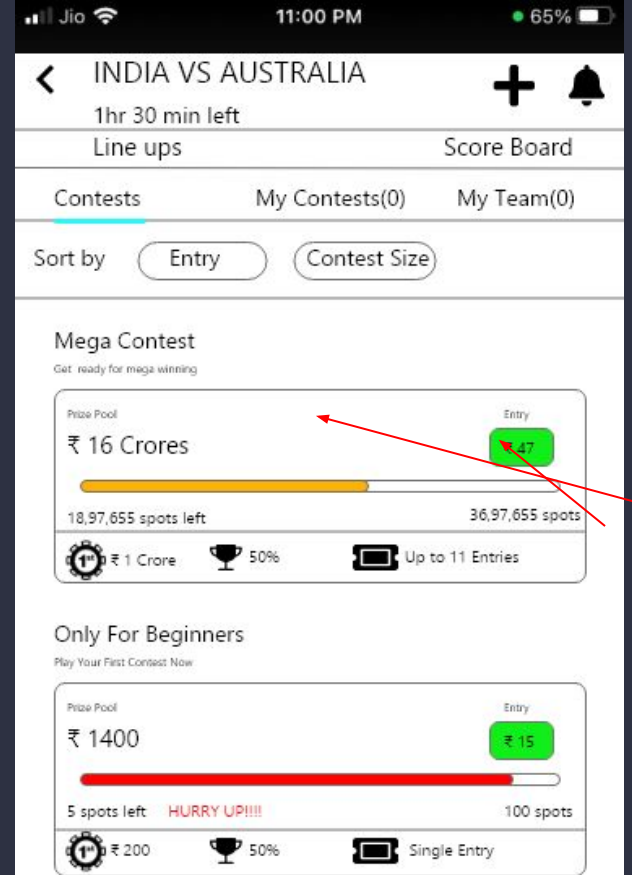 Jio 11:00 PM 65%
INDIA VS AUSTRALIA
1hr 30 min left
Line ups Score Board
Contests My Contests(0) My Team(0)
Sort by Entry Contest Size
Mega Contest
Get ready for mega winning
Prize Pool Entry
₹ 16 Crores ₹ 47
18,97,655 spots left 36,97,655 spots
1st ₹ 1 Crore 50% Up to 11 Entries
Only For Beginners
Play Your First Contest Now
Prize Pool Entry
₹ 1400 ₹ 15
5 spots left HURRY UP!!!! 100 spots
1st ₹ 200 50% Single Entry